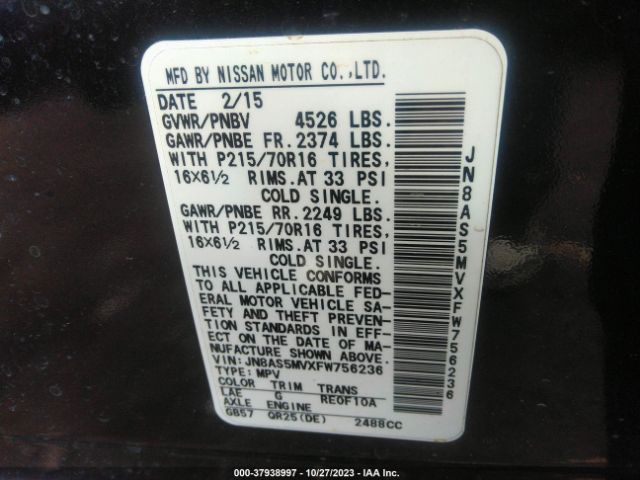 MFD BY NISSAN MOTOR CO.,LTD.
DATE 2/15
GVWR/PNBV 4526 LBS.
GAWR/PNBE FR. 2374 LBS.
WITH P215/70R16 TIRES,
16X6½ RIMS. AT 33 PSI
COLD SINGLE.
GAWR/PNBE RR. 2249 LBS.
WITH P215/70R16 TIRES,
16X6½ RIMS. AT 33 PSI
COLD SINGLE.
THIS VEHICLE CONFORMS
TO ALL APPLICABLE FED-
ERAL MOTOR VEHICLE SA-
FETY AND THEFT PREVEN-
TION STANDARDS IN EFF-
ECT ON THE DATE OF MA-
NUFACTURE SHOWN ABOVE.
VIN: JN8AS5MVXFW756236
TYPE: MPV
COLOR TRIM TRANS
LAE G RE0F10A
AXLE ENGINE
GB57 QR25(DE) 2488CC
JN8AS5MVXFW756236
000-37938997 - 10/27/2023 - IAA Inc.